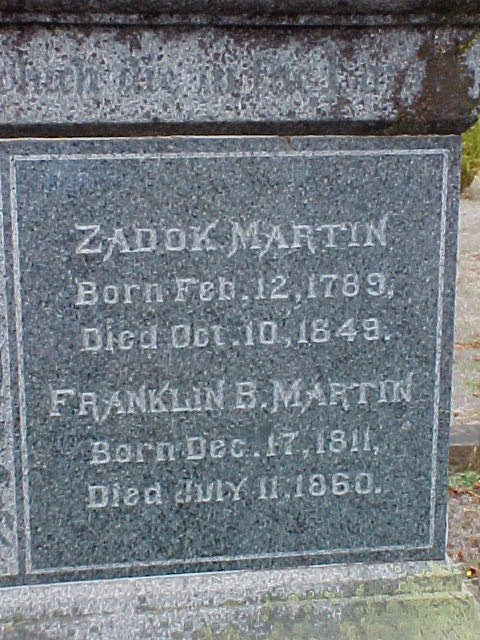 ZADOK MARTIN
Born Feb. 12, 1789,
Died Oct. 10, 1849.
FRANKLIN B. MARTIN
Born Dec. 17, 1811,
Died July 11, 1860.